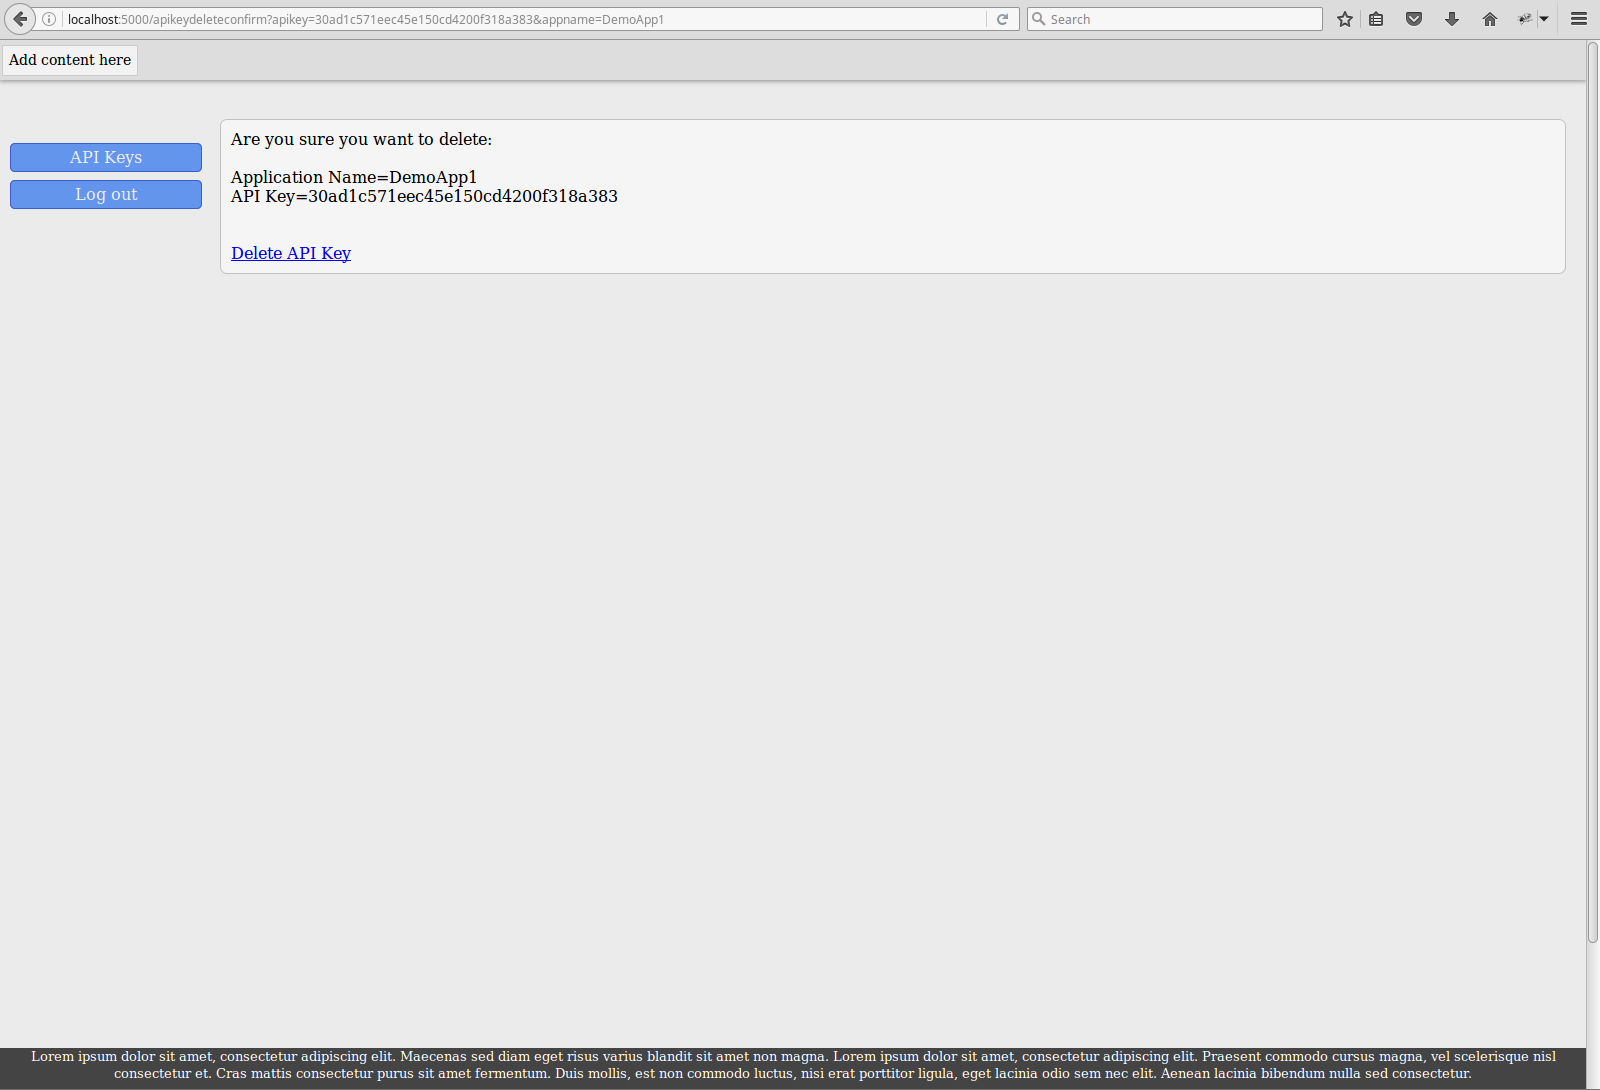 localhost:5000/apikeydeleteconfirm?apikey=30ad1c571eec45e150cd4200f318a383&appname=DemoApp1
Search
Add content here
API Keys
Log out
Are you sure you want to delete:
Application Name=DemoApp1
API Key=30ad1c571eec45e150cd4200f318a383
Delete API Key
Lorem ipsum dolor sit amet, consectetur adipiscing elit. Maecenas sed diam eget risus varius blandit sit amet non magna. Lorem ipsum dolor sit amet, consectetur adipiscing elit. Praesent commodo cursus magna, vel scelerisque nisl
consectetur et. Cras mattis consectetur purus sit amet fermentum. Duis mollis, est non commodo luctus, nisi erat porttitor ligula, eget lacinia odio sem nec elit. Aenean lacinia bibendum nulla sed consectetur.